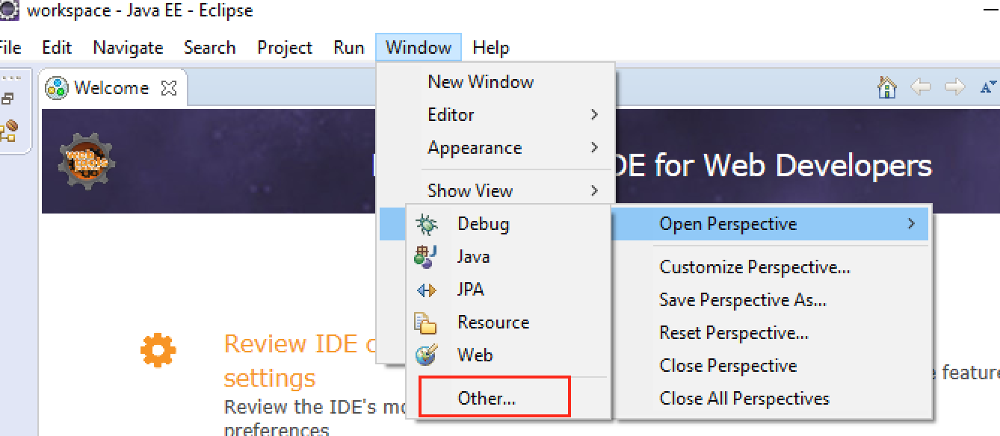 workspace - Java EE - Eclipse
File Edit Navigate Search Project Run Window Help
Welcome
New Window
Editor
Appearance
Show View
DE for Web Developers
Debug
Java
JPA
Resource
Web
Other...
Open Perspective
Customize Perspective...
Save Perspective As...
Reset Perspective...
Close Perspective
Close All Perspectives
Review IDE c
settings
Review the IDE's mo
preferences
e feature